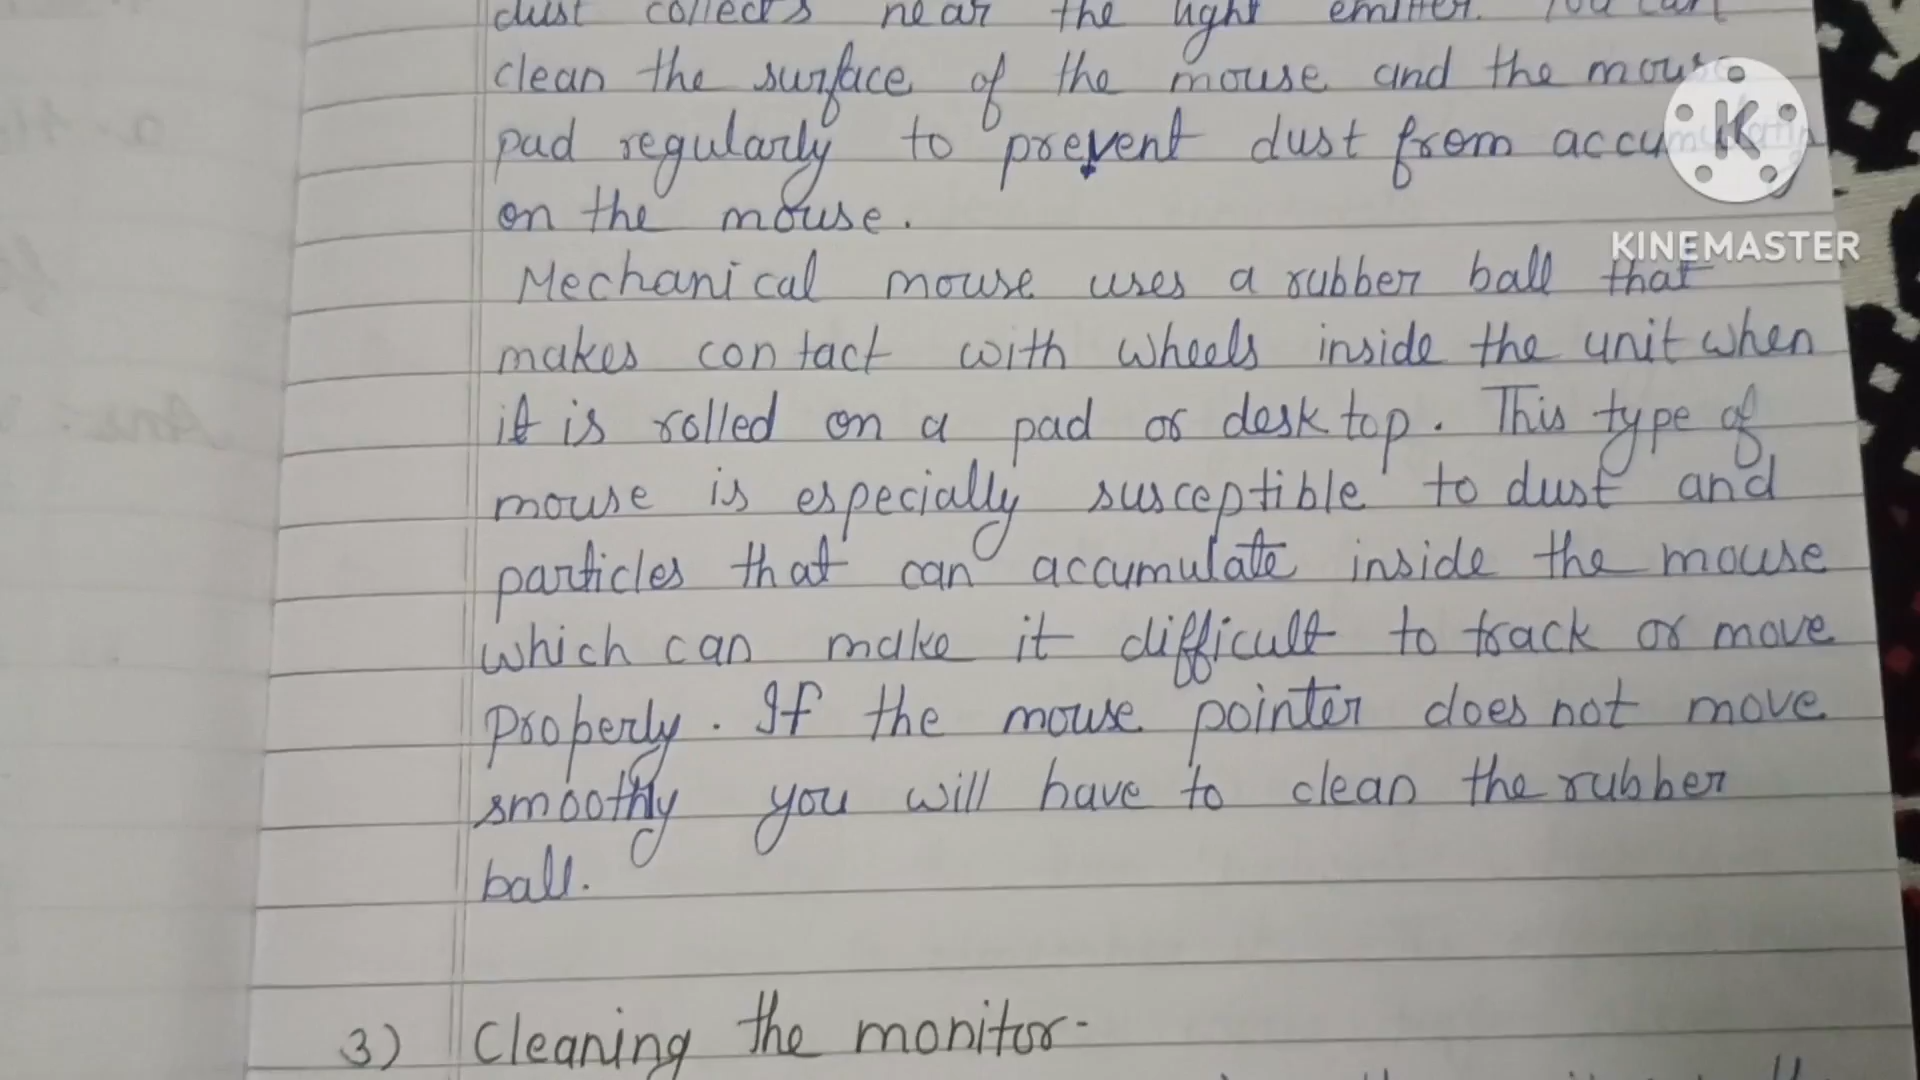 dust collects near the light emitter. You can
clean the surface of the mouse and the mouse
pad regularly to prevent dust from accumulating
on the mouse.
KINEMASTER
Mechanical mouse uses a rubber ball that
makes contact with wheels inside the unit when
it is rolled on a pad or desktop. This type of
mouse is especially susceptible to dust and
particles that can accumulate inside the mouse
which can make it difficult to track or move
properly. If the mouse pointer does not move
smoothly you will have to clean the rubber
ball.
3) Cleaning the monitor-